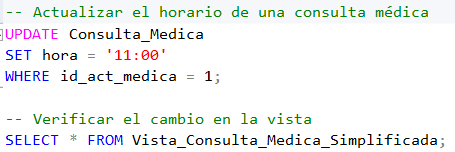 -- Actualizar el horario de una consulta médica
UPDATE Consulta_Medica
SET hora = '11:00'
WHERE id_act_medica = 1;
-- Verificar el cambio en la vista
SELECT * FROM Vista_Consulta_Medica_Simplificada;